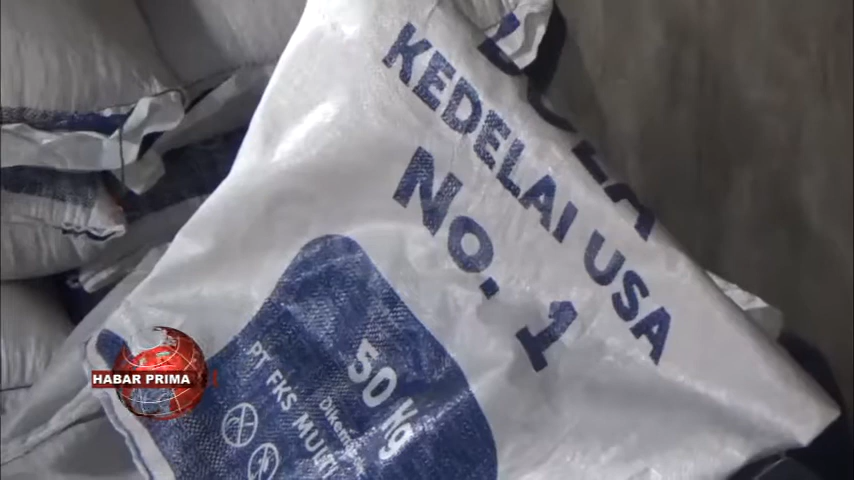 KEDELAI USA
No. 1
50 Kg
Dikemas
PT FKS MULTI
HABAR PRIMA